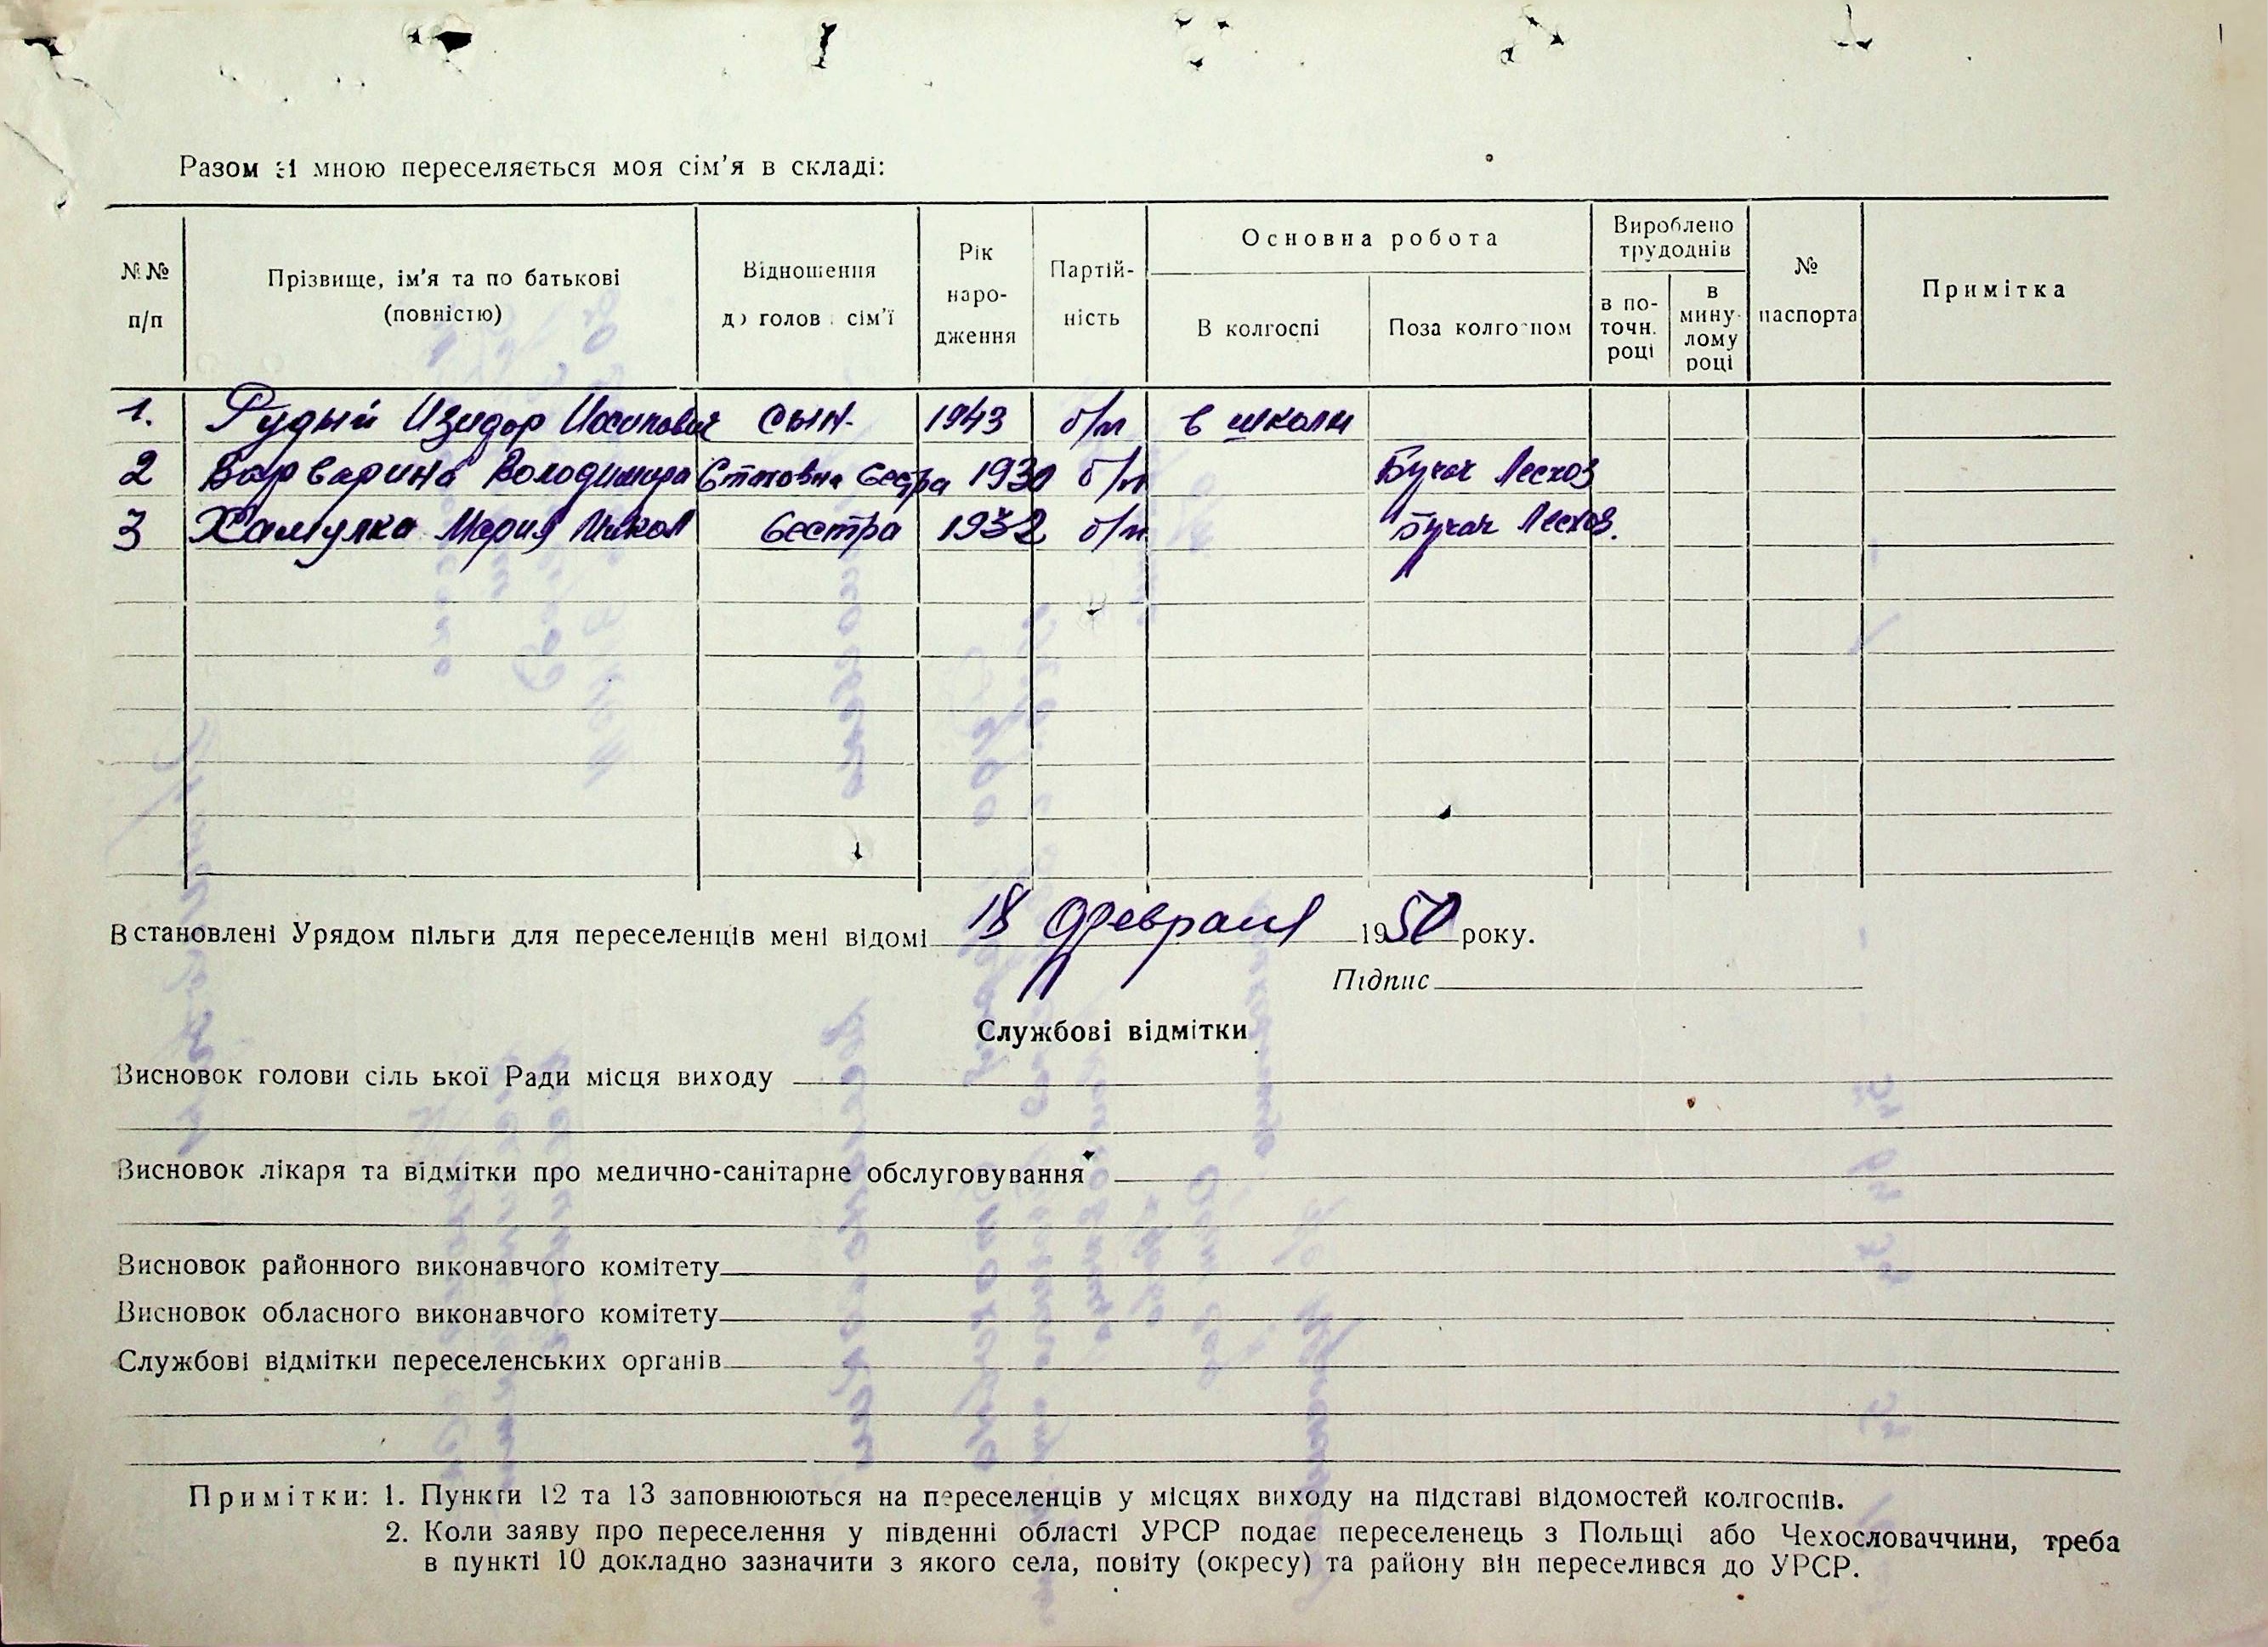 Разом зі мною переселяється моя сім'я в складі:
№№ п/п
Прізвище, ім'я та по батькові (повністю)
Відношення до голов сім'ї
Рік народження
Партійність
Основна робота
В колгоспі
Поза колгоспом
Вироблено трудоднів
в поточн. році
в минулому році
№ паспорта
Примітка
1. Рудый Изидор Иосипович сын 1943 б/п в школи
2 Варварина Володимира сестра 1930 б/п Бучач Лесхоз
3 Хамулка Мария Микол сестра 1932 б/п Бучач Лесхоз.
Встановлені Урядом пільги для переселенців мені відомі 18 февраля 1950 року.
Підпис
Службові відмітки
Висновок голови сільської Ради місця виходу
Висновок лікаря та відмітки про медично-санітарне обслуговування
Висновок районного виконавчого комітету
Висновок обласного виконавчого комітету
Службові відмітки переселенських органів
Примітки: 1. Пункти 12 та 13 заповнюються на переселенців у місцях виходу на підставі відомостей колгоспів.
2. Коли заяву про переселення у південні області УРСР подає переселенець з Польщі або Чехословаччини, треба
в пункті 10 докладно зазначити з якого села, повіту (окресу) та району він переселився до УРСР.